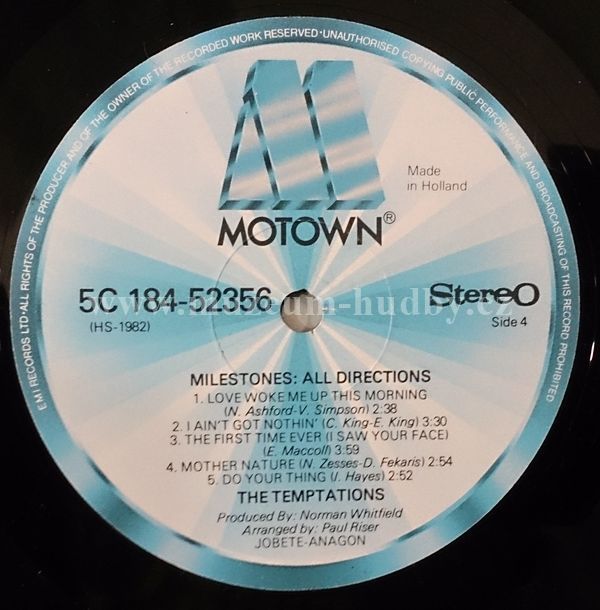 EMI RECORDS LTD • ALL RIGHTS OF THE PRODUCER AND OF THE OWNER OF THE RECORDED WORK RESERVED • UNAUTHORISED COPYING PUBLIC PERFORMANCE AND BROADCASTING OF THIS RECORD PROHIBITED
Made
in Holland
MOTOWN®
5C 184-52356
(HS-1982)
Stereo
Side 4
MILESTONES: ALL DIRECTIONS
1. LOVE WOKE ME UP THIS MORNING
(N. Ashford-V. Simpson) 2:38
2. I AIN'T GOT NOTHIN' (C. King-E. King) 3:30
3. THE FIRST TIME EVER (I SAW YOUR FACE)
(E. Maccoll) 3:59
4. MOTHER NATURE (N. Zesses-D. Fekaris) 2:54
5. DO YOUR THING (I. Hayes) 2:52
THE TEMPTATIONS
Produced By: Norman Whitfield
Arranged by: Paul Riser
JOBETE-ANAGON